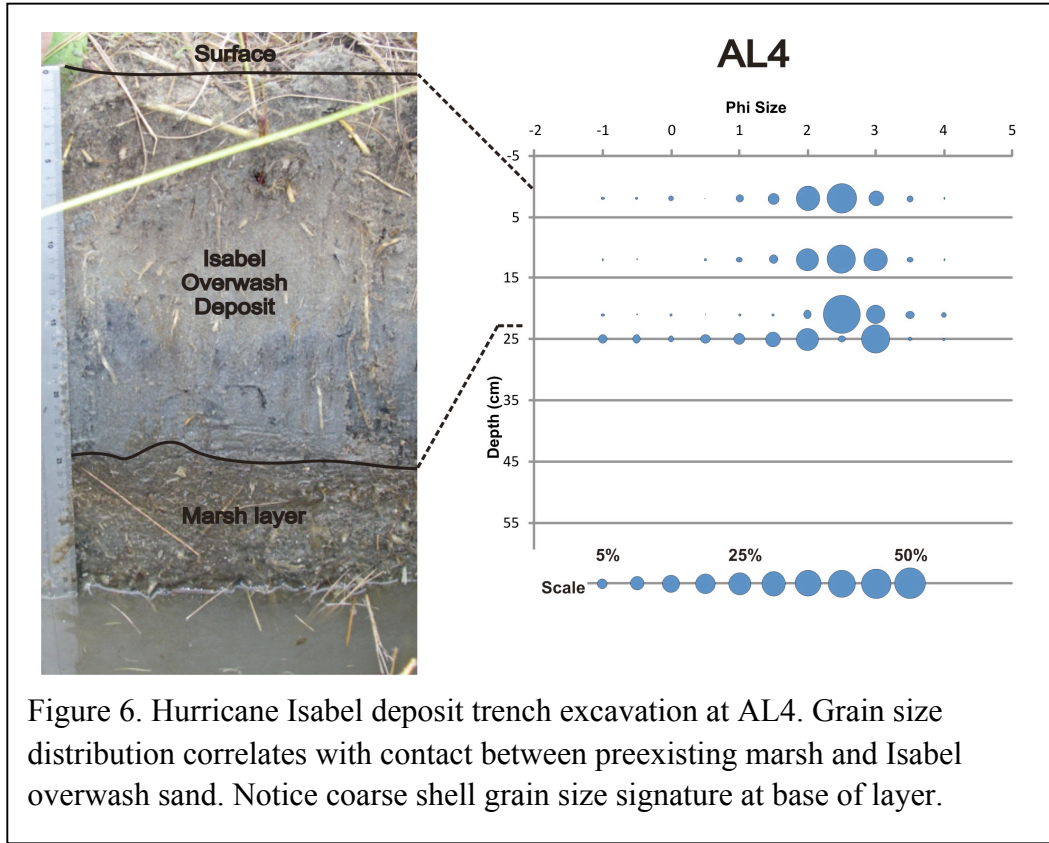 Surface
Isabel
Overwash
Deposit
Marsh layer
AL4
Phi Size
-2 -1 0 1 2 3 4 5
-5
5
15
25
35
45
55
Depth (cm)
5% 25% 50%
Scale
Figure 6. Hurricane Isabel deposit trench excavation at AL4. Grain size
distribution correlates with contact between preexisting marsh and Isabel
overwash sand. Notice coarse shell grain size signature at base of layer.